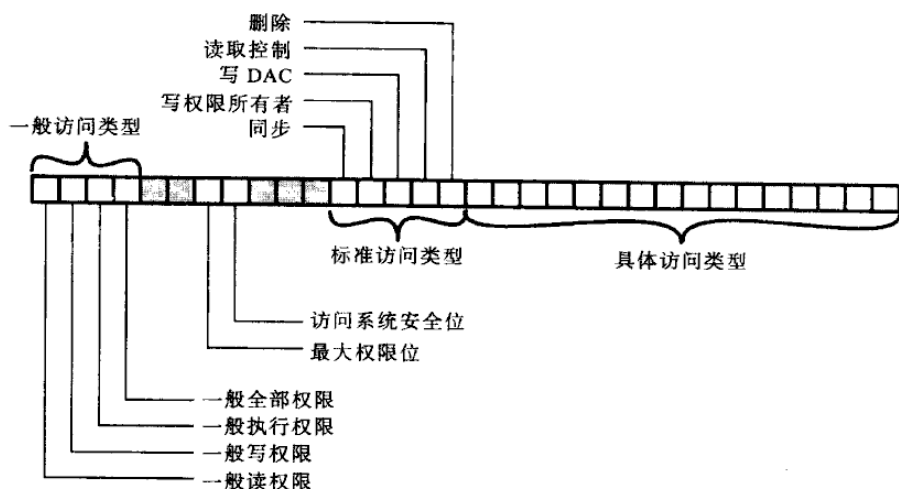 删除
读取控制
写 DAC
写权限所有者
同步
一般访问类型
标准访问类型
具体访问类型
访问系统安全位
最大权限位
一般全部权限
一般执行权限
一般写权限
一般读权限